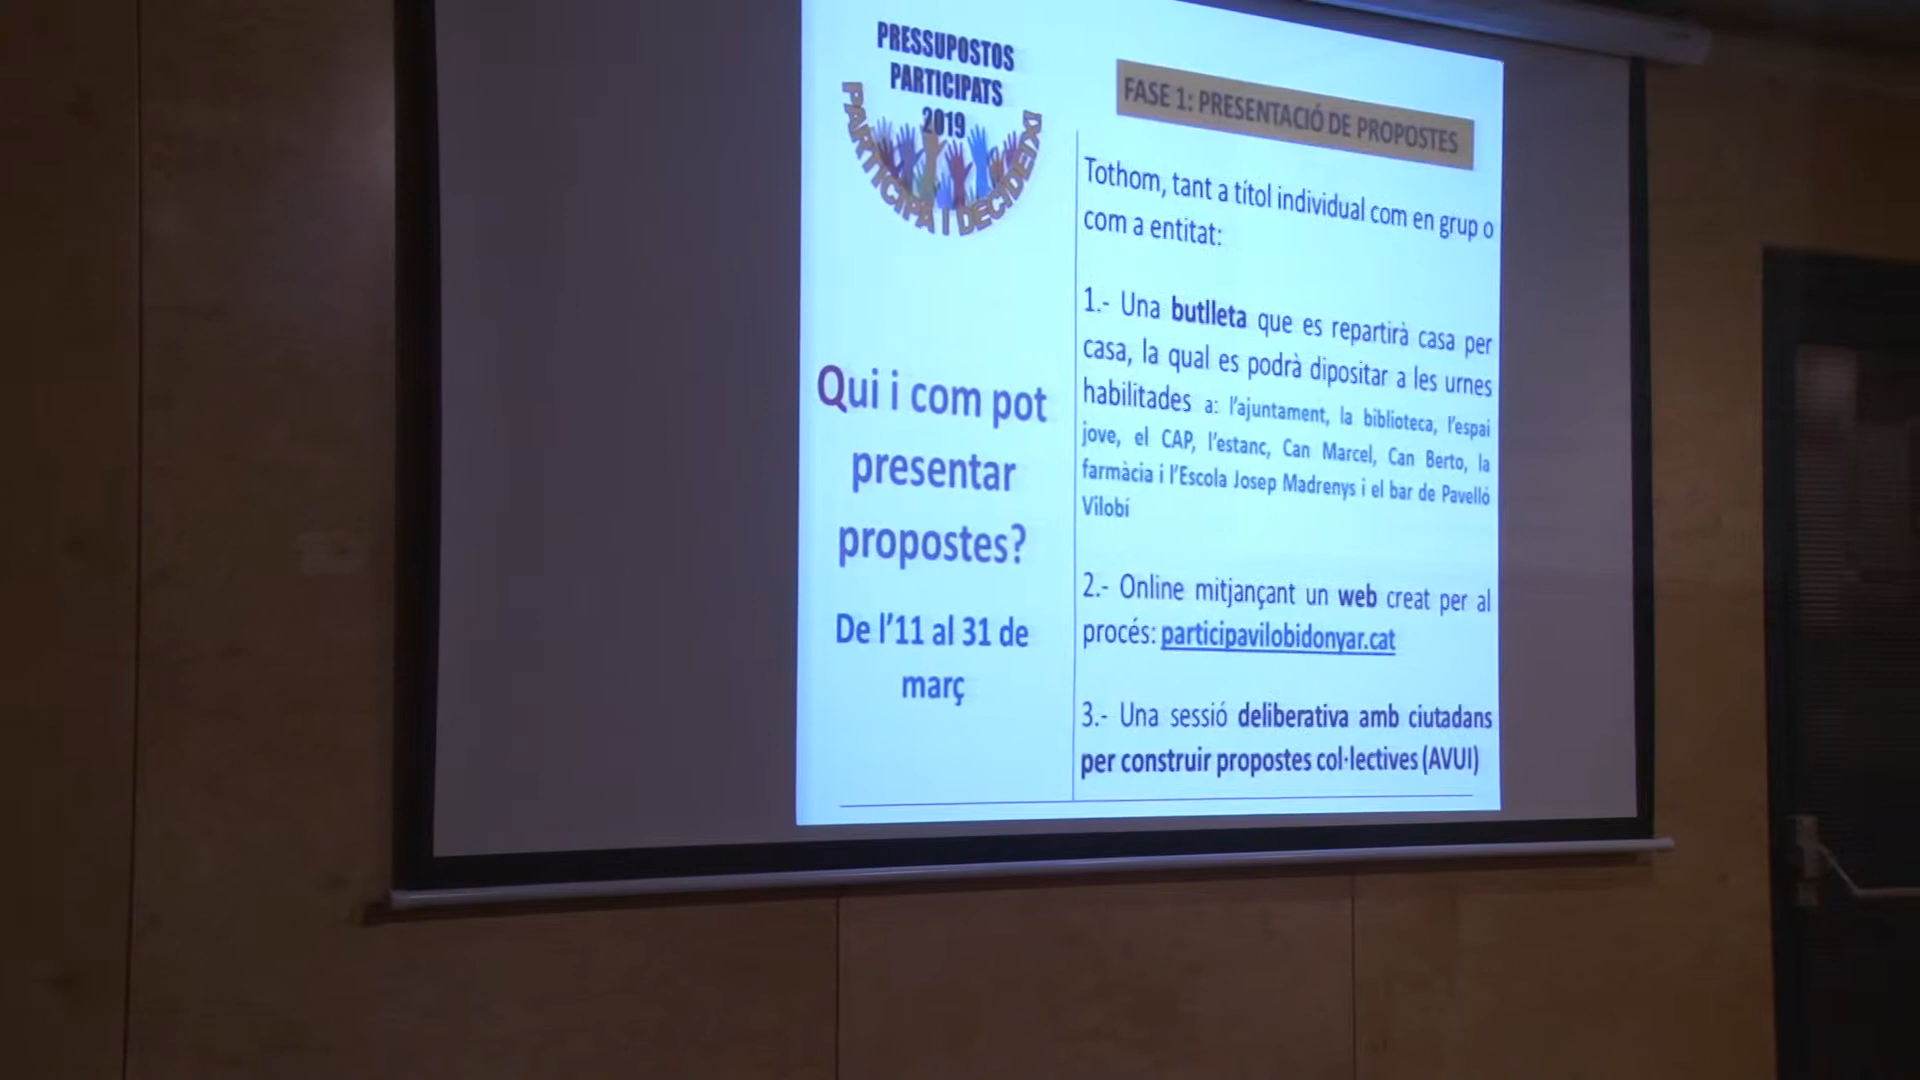 PRESSUPOSTOS
PARTICIPATS
2019
PARTICIPA I DECIDEIX!
Qui i com pot
presentar
propostes?
De l'11 al 31 de
març
FASE 1: PRESENTACIÓ DE PROPOSTES
Tothom, tant a títol individual com en grup o
com a entitat:
1.- Una butlleta que es repartirà casa per
casa, la qual es podrà dipositar a les urnes
habilitades a: l'ajuntament, la biblioteca, l'espai
jove, el CAP, l'estanc, Can Marcel, Can Berto, la
farmàcia i l'Escola Josep Madrenys i el bar de Pavelló
Vilobí
2.- Online mitjançant un web creat per al
procés: participavilobidonyar.cat
3.- Una sessió deliberativa amb ciutadans
per construir propostes col·lectives (AVUI)